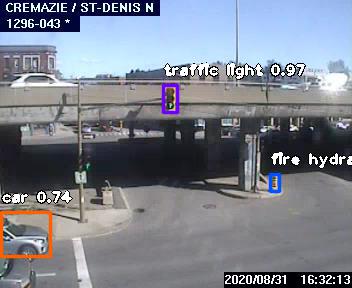 CREMAZIE / ST-DENIS N
1296-043 *
traffic light 0.97
fire hydra
car 0.74
2020/08/31 16:32:13